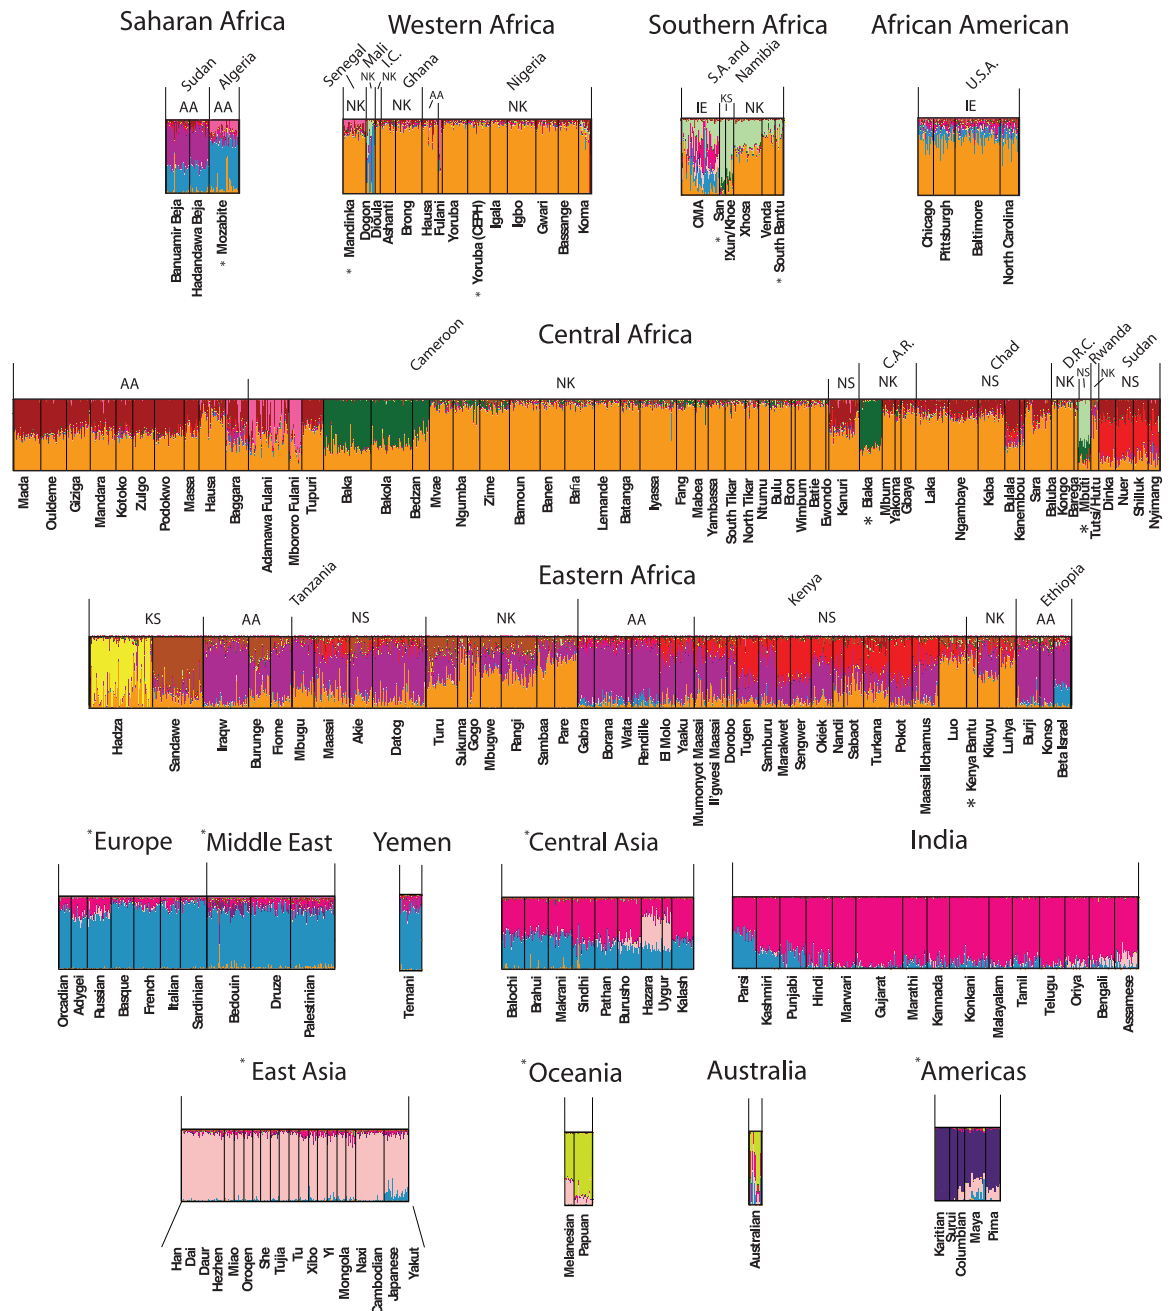 Saharan Africa
Western Africa
Southern Africa
African American
Sudan
Algeria
Senegal
Mali
I.C.
Ghana
Nigeria
S.A. and
Namibia
U.S.A.
AA
AA
NK
NK
NK
NK
AA
NK
IE
KS
NK
IE
Banuamir Beja
Hadandawa Beja
* Mozabite
* Mandinka
Dogon
Dioula
Ashanti
Brong
Hausa
Fulani
Yoruba
* Yoruba (CEPH)
Igala
Igbo
Gwari
Bassange
Koma
CMA
* San
!Xun/Khoe
Xhosa
Venda
* South Bantu
Chicago
Pittsburgh
Baltimore
North Carolina
Central Africa
Cameroon
C.A.R.
Chad
D.R.C.
Rwanda
Sudan
AA
NK
NS
NK
NS
NK
NS
NK
NS
Mada
Ouldeme
Giziga
Mandara
Kotoko
Zulgo
Podokwo
Massa
Hausa
Baggara
Adamawa Fulani
Mbororo Fulani
Tupuri
Baka
Bakola
Bedzan
Mvae
Ngumba
Zime
Bamoun
Banen
Bafia
Lemande
Batanga
Iyassa
Fang
Mabea
Yambassa
South Tikar
North Tikar
Ntumu
Bulu
Eton
Wimbum
Bafie
Ewondo
Kanuri
* Biaka
Mbum
Yakoma
Gbaya
Laka
Ngambaye
Kaba
Bulala
Kanembou
Sara
Baluba
Kongo
Barega
* Mbuti
Tutsi/Hutu
Dinka
Nuer
Shilluk
Nyimang
Eastern Africa
Tanzania
Kenya
Ethiopia
KS
AA
NS
NK
AA
NS
NK
AA
Hadza
Sandawe
Iraqw
Burunge
Fiome
Mbugu
Maasai
Akie
Datog
Turu
Sukuma
Gogo
Mbugwe
Pangi
Sambaa
Pare
Gabra
Borana
Wata
Rendille
El Molo
Yaaku
Mumonyot Maasai
Il'gwesi Maasai
Dorobo
Tugen
Samburu
Marakwet
Sengwer
Okiek
Nandi
Sabaot
Turkana
Pokot
Maasai Ilchamus
Luo
* Kenya Bantu
Kikuyu
Luhya
Burji
Konso
Beta Israel
*Europe
*Middle East
Yemen
*Central Asia
India
Orcadian
Adygei
Russian
Basque
French
Italian
Sardinian
Bedouin
Druze
Palestinian
Temani
Balochi
Brahui
Makrani
Sindhi
Pathan
Burusho
Hazara
Uygur
Kalash
Parsi
Kashmiri
Punjabi
Hindi
Marwari
Gujarati
Marathi
Kannada
Konkani
Malayalam
Tamil
Telugu
Oriya
Bengali
Assamese
*East Asia
*Oceania
Australia
*Americas
Han
Dai
Daur
Hezhen
Miao
Oroqen
She
Tujia
Tu
Xibo
Yi
Mongola
Naxi
Cambodian
Japanese
Yakut
Melanesian
Papuan
Australian
Karitian
Surui
Columbian
Maya
Pima